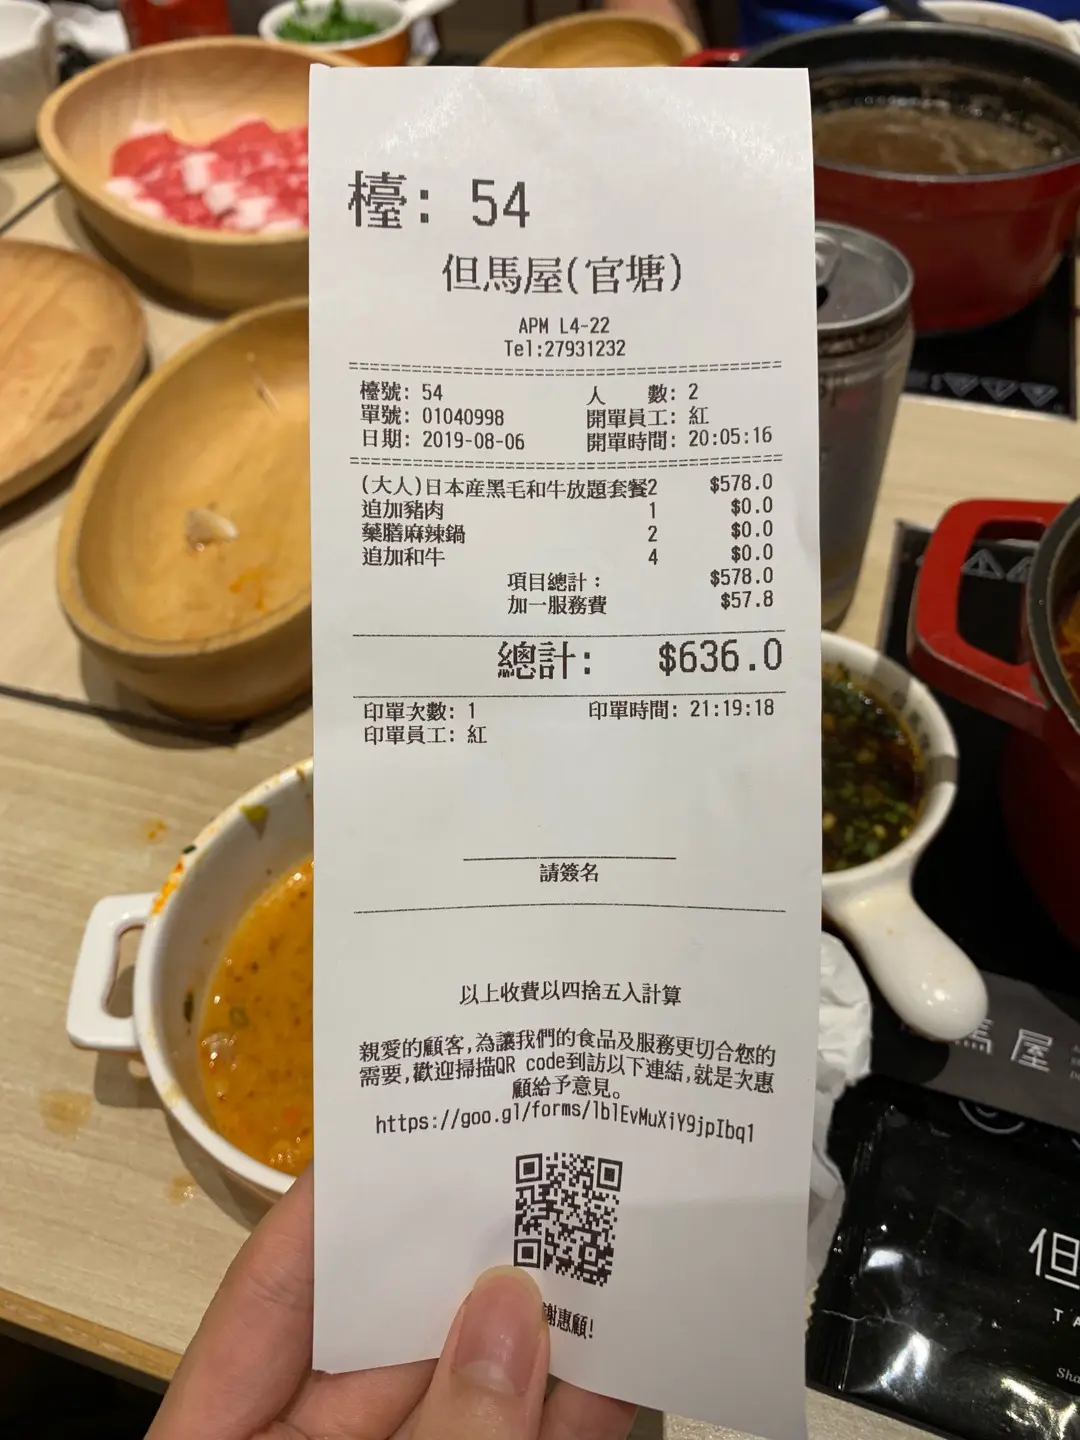 檯: 54
但馬屋(官塘)
APM L4-22
Tel:27931232
檯號: 54 人 數: 2
單號: 01040998 開單員工: 紅
日期: 2019-08-06 開單時間: 20:05:16
(大人)日本産黑毛和牛放題套餐2 $578.0
追加豬肉 1 $0.0
藥膳麻辣鍋 2 $0.0
追加和牛 4 $0.0
項目總計: $578.0
加一服務費 $57.8
總計: $636.0
印單次數: 1 印單時間: 21:19:18
印單員工: 紅
請簽名
以上收費以四捨五入計算
親愛的顧客,為讓我們的食品及服務更切合您的
需要,歡迎掃描QR code到訪以下連結,就是次惠
顧給予意見。
https://goo.gl/forms/lblEvMuXiY9jpIbq1
謝惠顧!
馬屋
但
TA
Sha